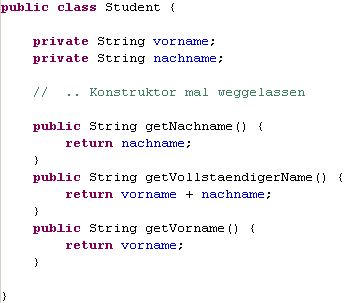 public class Student {
private String vorname;
private String nachname;
// .. Konstruktor mal weggelassen
public String getNachname() {
return nachname;
}
public String getVollstaendigerName() {
return vorname + nachname;
}
public String getVorname() {
return vorname;
}
}